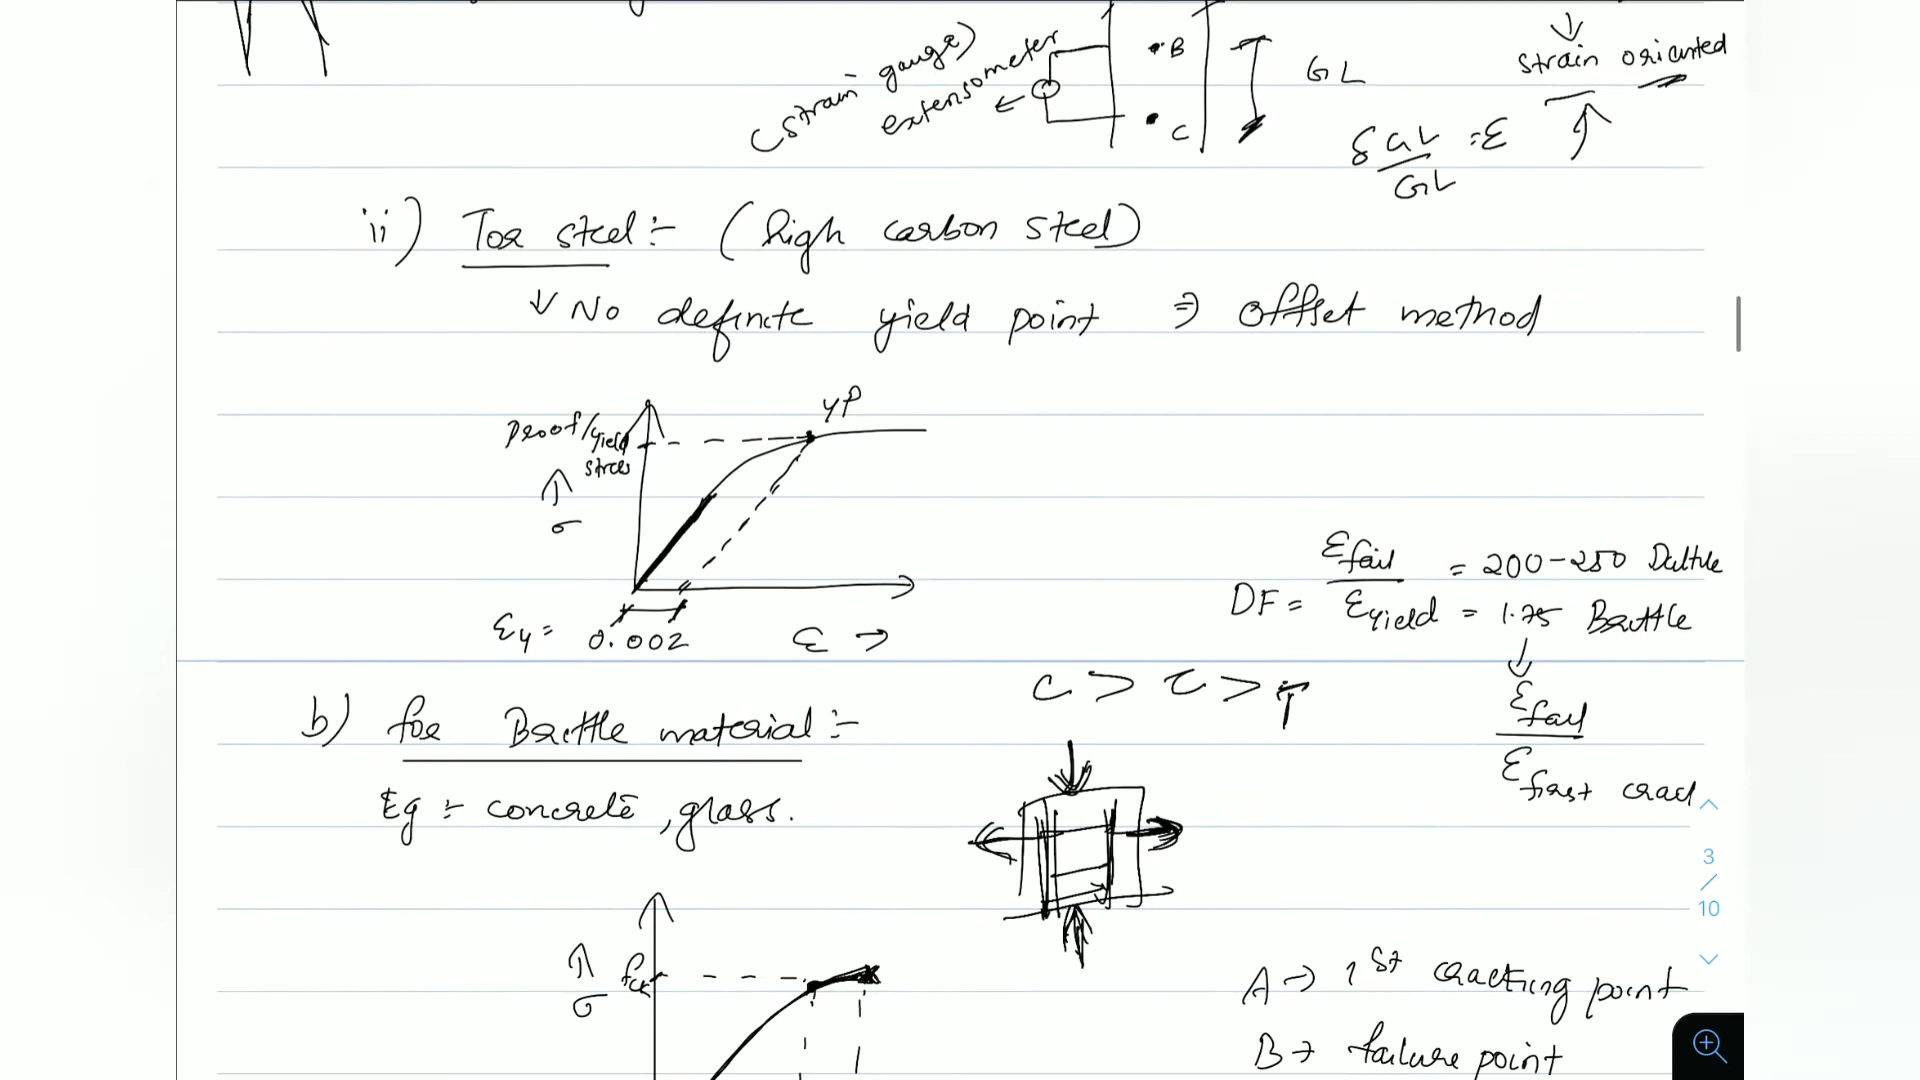 (strain gauge)
extensometer
B
C
GL
strain oriented
δGL/GL = ε
ii) Tor steel :- (High carbon steel)
↓ No definite yield point ⇒ offset method
YP
Proof/yield
stress
↑
σ
εy = 0.002
ε →
DF = εfail/εyield = 200-250 Dultile
= 1.75 Brittle
↓
εfail/εfirst crack
C > τ > T
b) for Brittle material :-
Eg :- concrete, glass.
↑
σ
fck
A → 1st cracking point
B → failure point
3
/
10